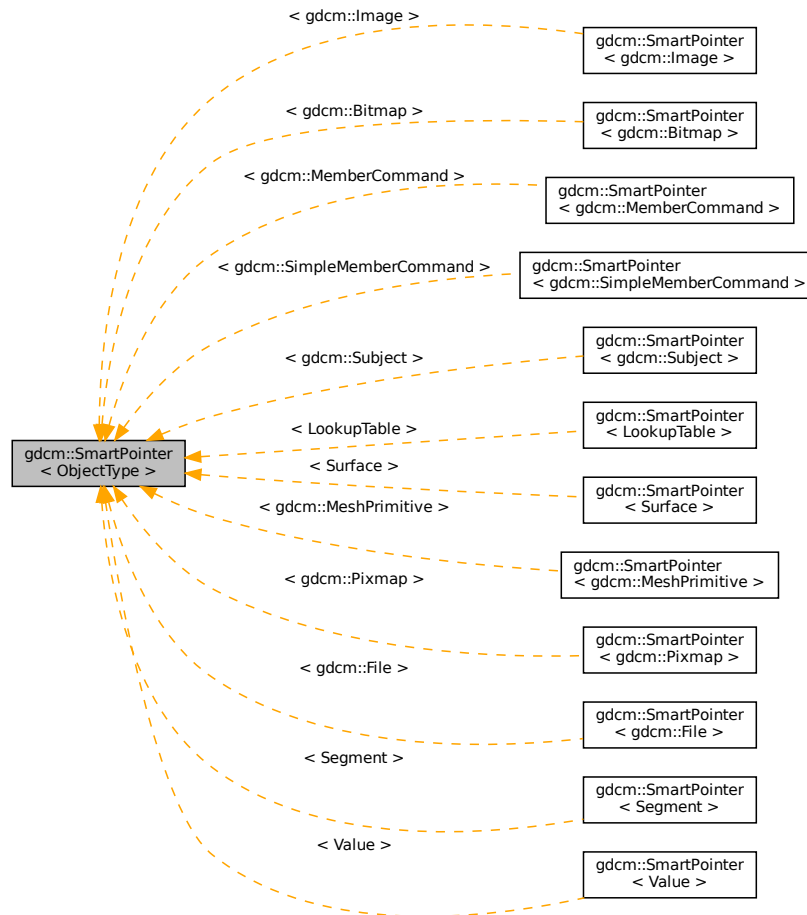 < gdcm::Image >
gdcm::SmartPointer
< gdcm::Image >
< gdcm::Bitmap >
gdcm::SmartPointer
< gdcm::Bitmap >
< gdcm::MemberCommand >
gdcm::SmartPointer
< gdcm::MemberCommand >
< gdcm::SimpleMemberCommand >
gdcm::SmartPointer
< gdcm::SimpleMemberCommand >
< gdcm::Subject >
gdcm::SmartPointer
< gdcm::Subject >
< LookupTable >
gdcm::SmartPointer
< LookupTable >
gdcm::SmartPointer
< ObjectType >
< Surface >
gdcm::SmartPointer
< Surface >
< gdcm::MeshPrimitive >
gdcm::SmartPointer
< gdcm::MeshPrimitive >
< gdcm::Pixmap >
gdcm::SmartPointer
< gdcm::Pixmap >
< gdcm::File >
gdcm::SmartPointer
< gdcm::File >
< Segment >
gdcm::SmartPointer
< Segment >
< Value >
gdcm::SmartPointer
< Value >